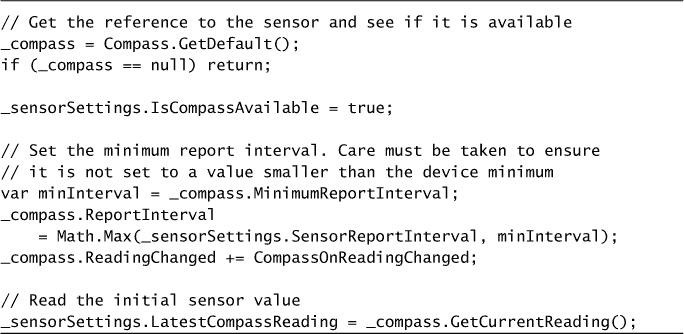 // Get the reference to the sensor and see if it is available
_compass = Compass.GetDefault();
if (_compass == null) return;

_sensorSettings.IsCompassAvailable = true;

// Set the minimum report interval. Care must be taken to ensure
// it is not set to a value smaller than the device minimum
var minInterval = _compass.MinimumReportInterval;
_compass.ReportInterval
    = Math.Max(_sensorSettings.SensorReportInterval, minInterval);
_compass.ReadingChanged += CompassOnReadingChanged;

// Read the initial sensor value
_sensorSettings.LatestCompassReading = _compass.GetCurrentReading();